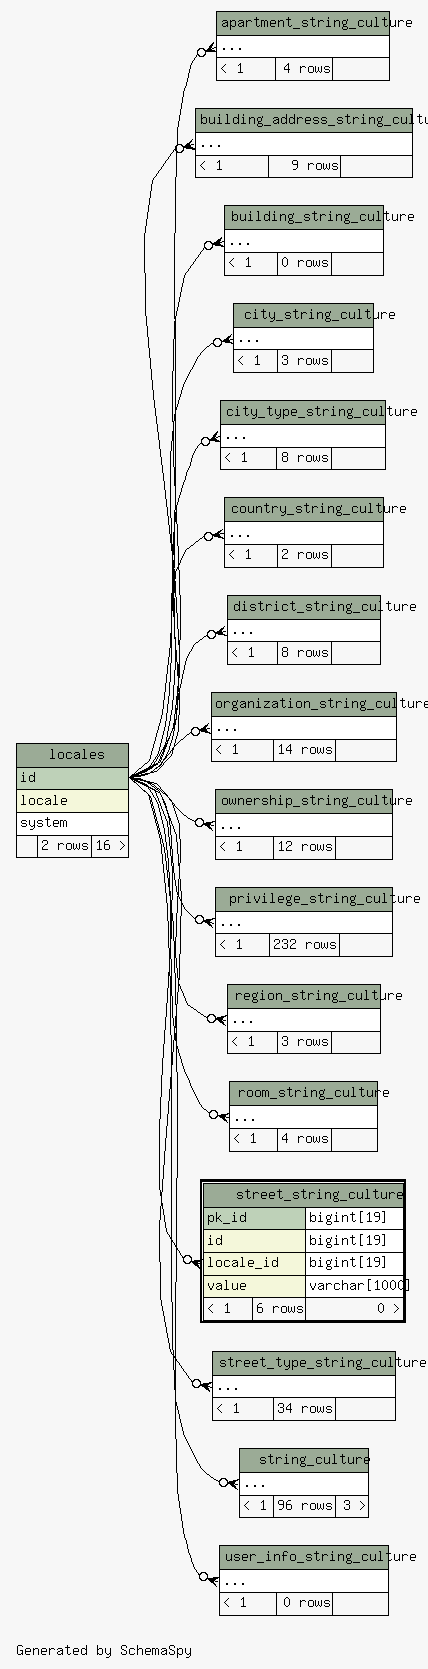 apartment_string_culture
...
< 1 4 rows
building_address_string_cultu
...
< 1 9 rows
building_string_culture
...
< 1 0 rows
city_string_culture
...
< 1 3 rows
city_type_string_culture
...
< 1 8 rows
country_string_culture
...
< 1 2 rows
district_string_culture
...
< 1 8 rows
organization_string_culture
...
< 1 14 rows
locales
id
locale
system
2 rows 16 >
ownership_string_culture
...
< 1 12 rows
privilege_string_culture
...
< 1 232 rows
region_string_culture
...
< 1 3 rows
room_string_culture
...
< 1 4 rows
street_string_culture
pk_id bigint[19]
id bigint[19]
locale_id bigint[19]
value varchar[1000]
< 1 6 rows 0 >
street_type_string_culture
...
< 1 34 rows
string_culture
...
< 1 96 rows 3 >
user_info_string_culture
...
< 1 0 rows
Generated by SchemaSpy